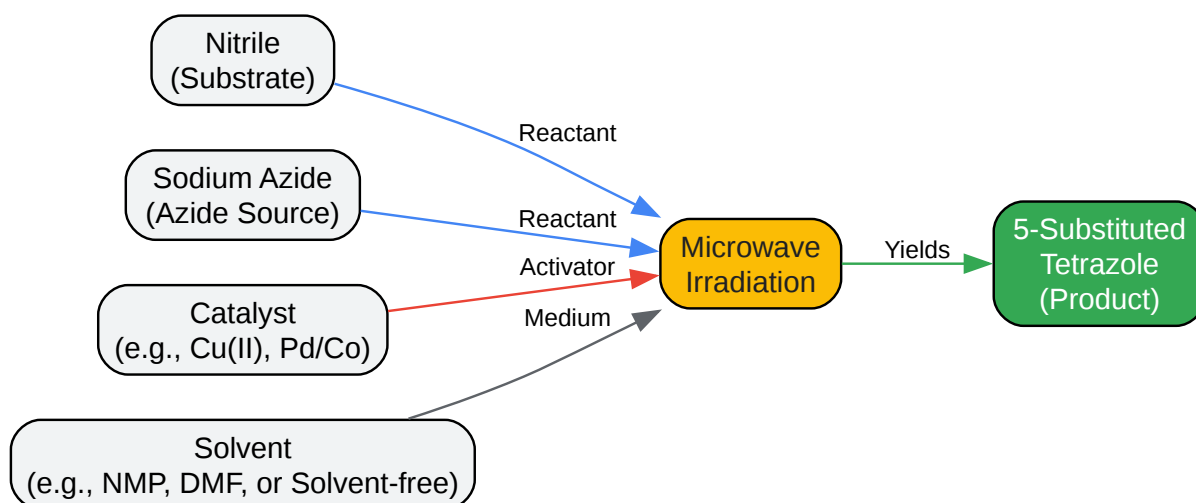 Nitrile
(Substrate)
Reactant
Sodium Azide
(Azide Source)
Reactant
Activator
Catalyst
(e.g., Cu(II), Pd/Co)
Medium
Solvent
(e.g., NMP, DMF, or Solvent-free)
Microwave
Irradiation
Yields
5-Substituted
Tetrazole
(Product)